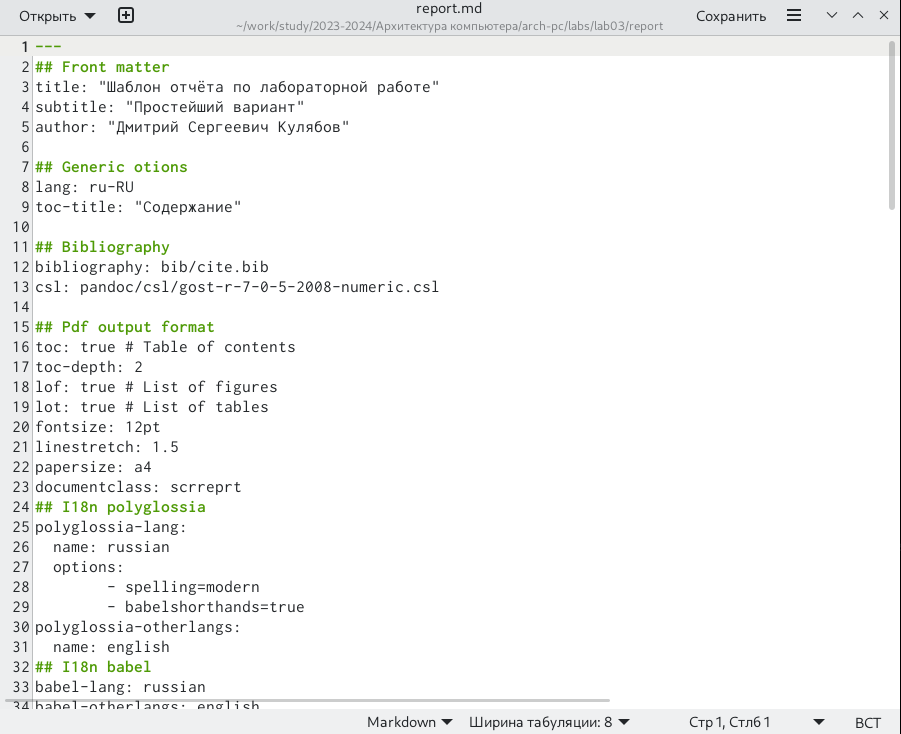 Открыть
report.md
~/work/study/2023-2024/Архитектура компьютера/arch-pc/labs/lab03/report
Сохранить
1 ---
2 ## Front matter
3 title: "Шаблон отчёта по лабораторной работе"
4 subtitle: "Простейший вариант"
5 author: "Дмитрий Сергеевич Кулябов"
6
7 ## Generic otions
8 lang: ru-RU
9 toc-title: "Содержание"
10
11 ## Bibliography
12 bibliography: bib/cite.bib
13 csl: pandoc/csl/gost-r-7-0-5-2008-numeric.csl
14
15 ## Pdf output format
16 toc: true # Table of contents
17 toc-depth: 2
18 lof: true # List of figures
19 lot: true # List of tables
20 fontsize: 12pt
21 linestretch: 1.5
22 papersize: a4
23 documentclass: scrreprt
24 ## I18n polyglossia
25 polyglossia-lang:
26   name: russian
27   options:
28         - spelling=modern
29         - babelshorthands=true
30 polyglossia-otherlangs:
31   name: english
32 ## I18n babel
33 babel-lang: russian
34 babel-otherlangs: english
Markdown
Ширина табуляции: 8
Стр 1, Стлб 1
ВСТ